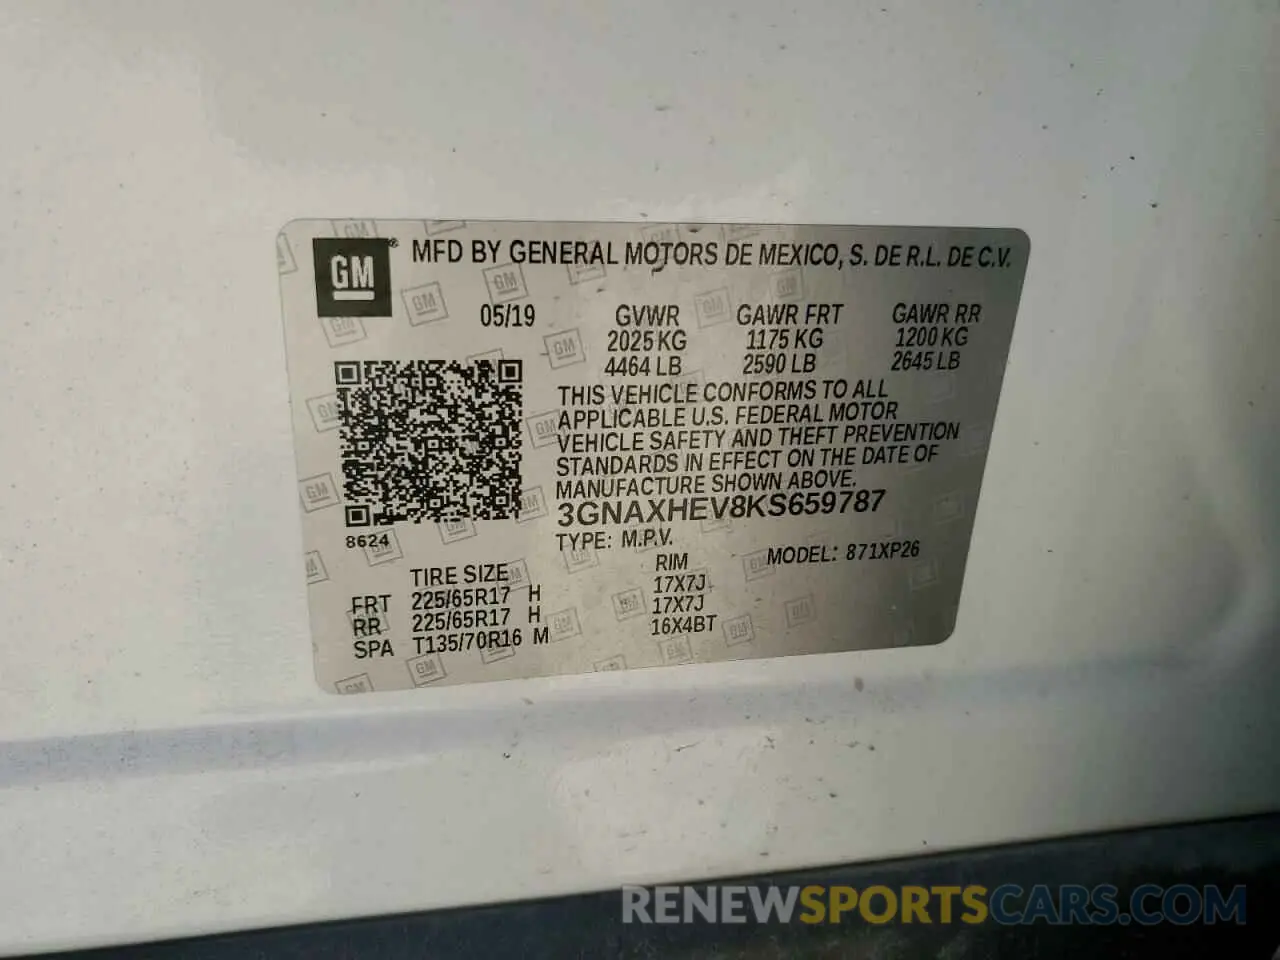 GM® MFD BY GENERAL MOTORS DE MEXICO, S. DE R.L. DE C.V.
05/19 GVWR GAWR FRT GAWR RR
2025 KG 1175 KG 1200 KG
4464 LB 2590 LB 2645 LB
THIS VEHICLE CONFORMS TO ALL
APPLICABLE U.S. FEDERAL MOTOR
VEHICLE SAFETY AND THEFT PREVENTION
STANDARDS IN EFFECT ON THE DATE OF
MANUFACTURE SHOWN ABOVE.
3GNAXHEV8KS659787
8624
TYPE: M.P.V. MODEL: 871XP26
TIRE SIZE RIM
FRT 225/65R17 H 17X7J
RR 225/65R17 H 17X7J
SPA T135/70R16 M 16X4BT
RENEWSPORTSCARS.COM